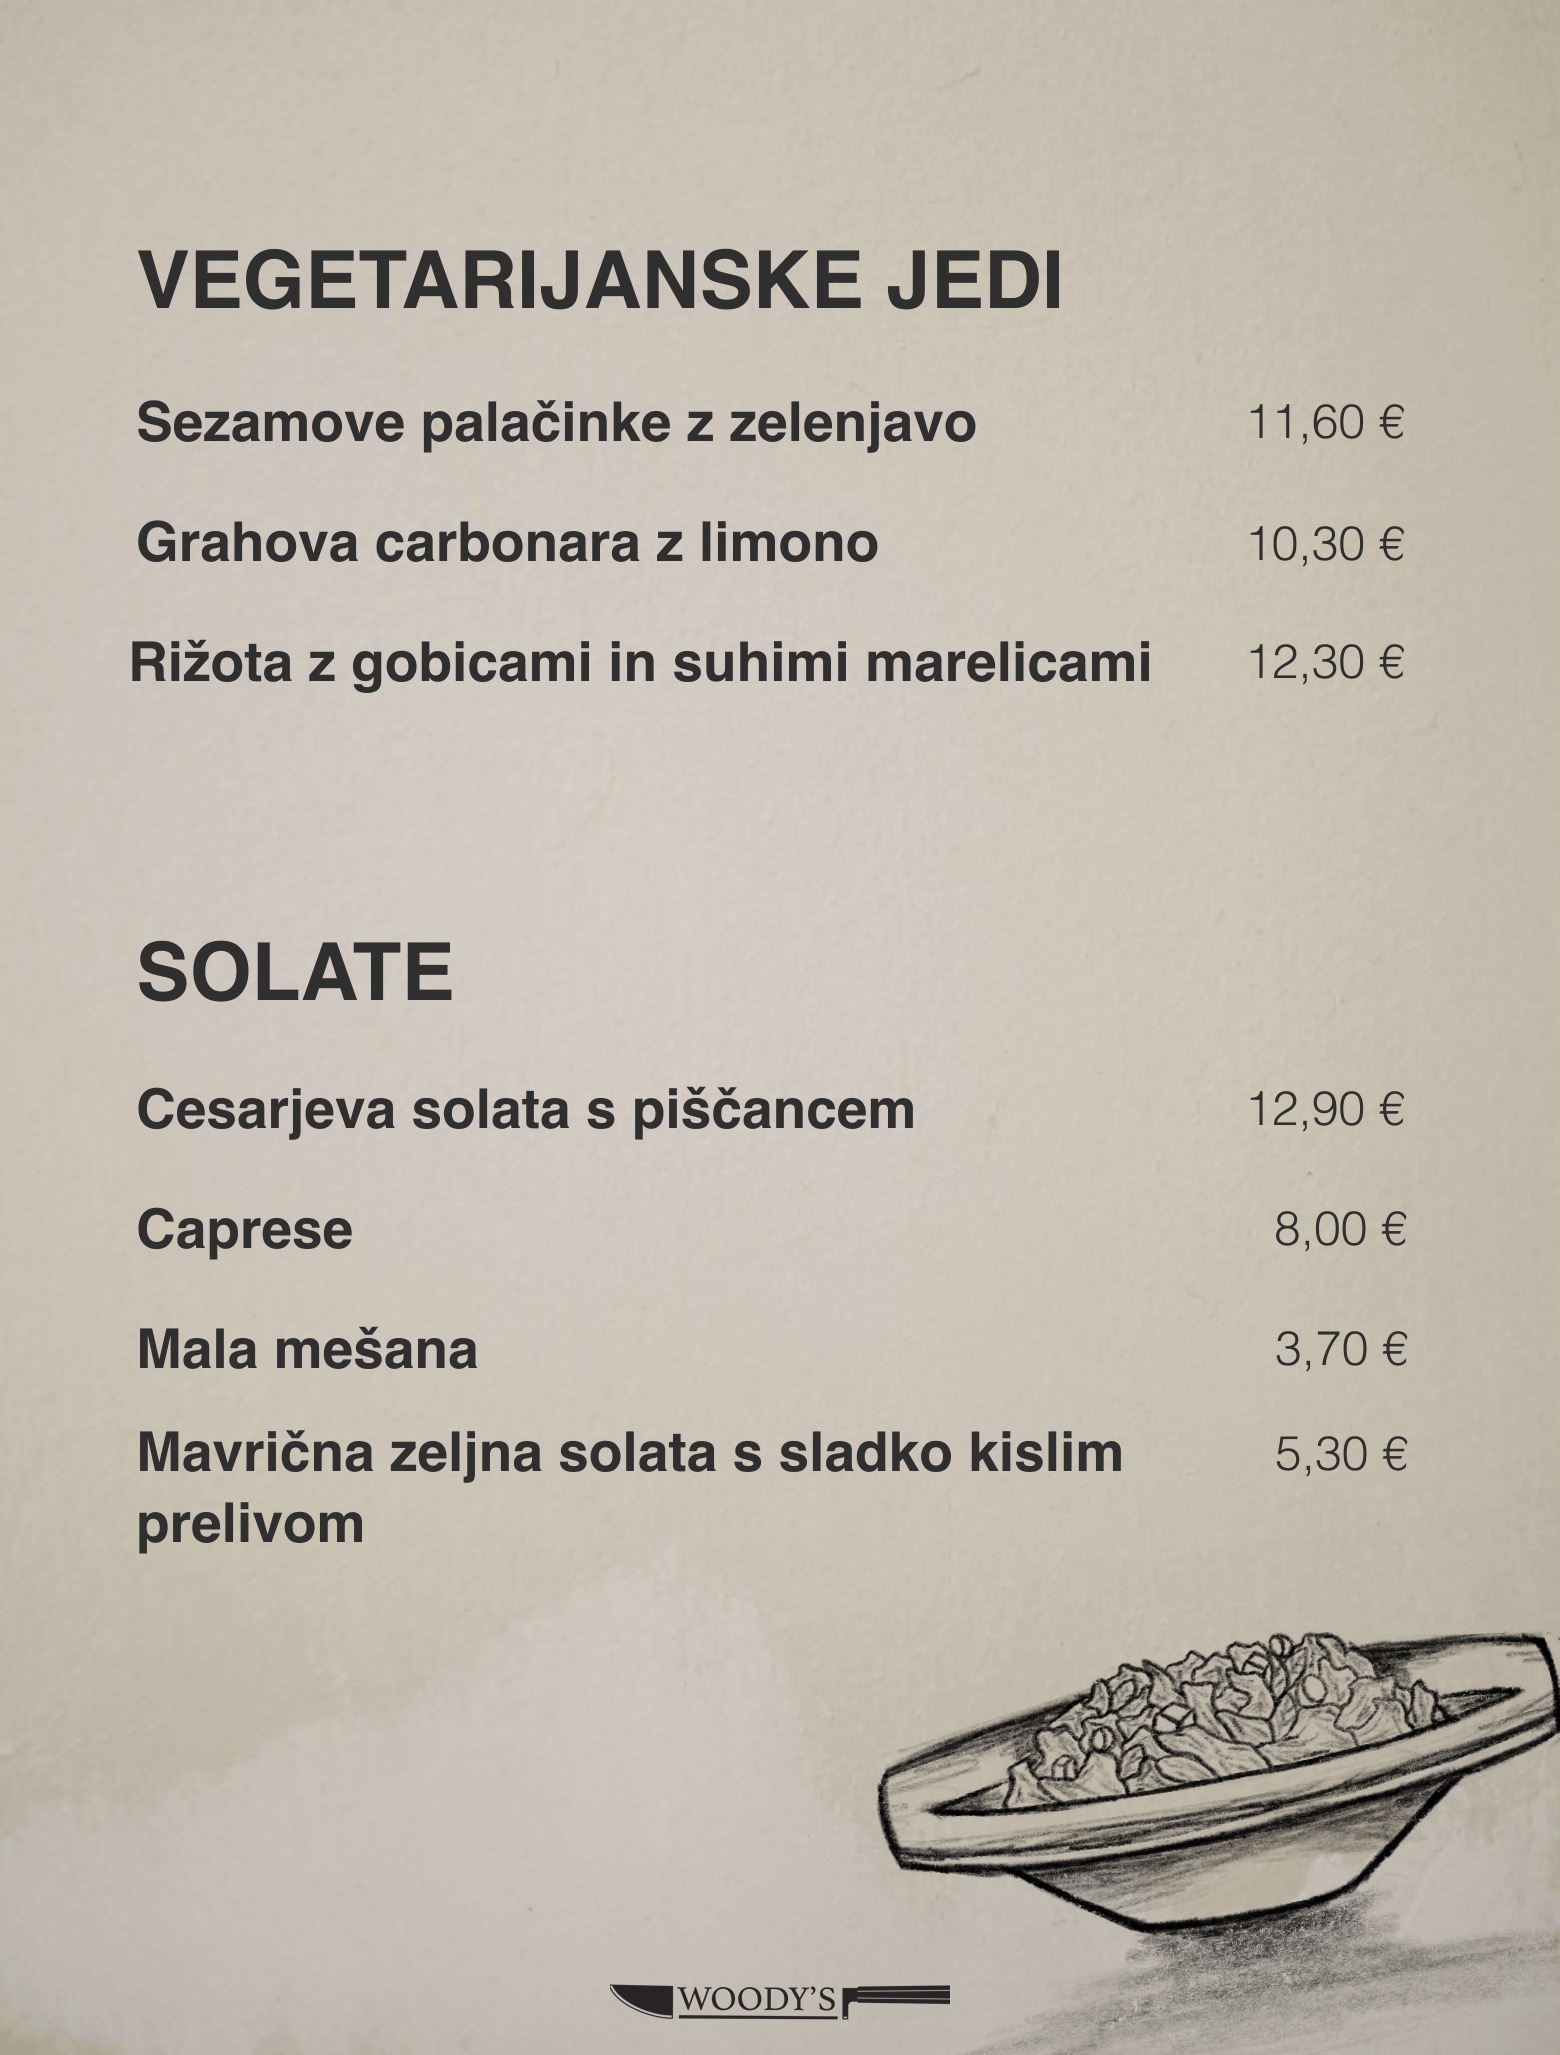 VEGETARIJANSKE JEDI
Sezamove palačinke z zelenjavo 11,60 €
Grahova carbonara z limono 10,30 €
Rižota z gobicami in suhimi marelicami 12,30 €
SOLATE
Cesarjeva solata s piščancem 12,90 €
Caprese 8,00 €
Mala mešana 3,70 €
Mavrična zeljna solata s sladko kislim 5,30 €
prelivom
WOODY'S